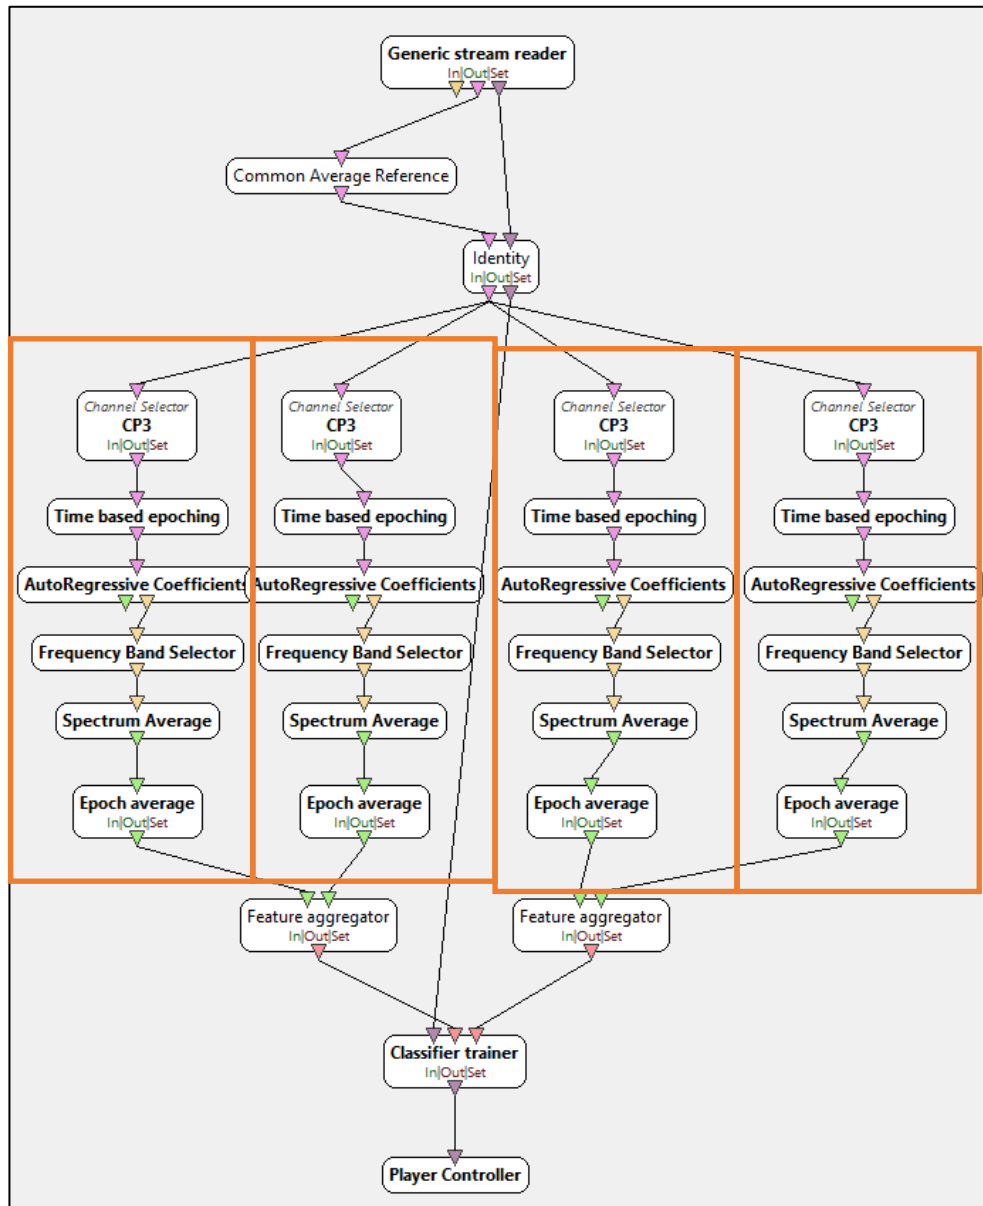 Generic stream reader
In|Out|Set
Common Average Reference
Identity
In|Out|Set
Channel Selector
CP3
In|Out|Set
Time based epoching
AutoRegressive Coefficients
Frequency Band Selector
Spectrum Average
Epoch average
In|Out|Set
Channel Selector
CP3
In|Out|Set
Time based epoching
AutoRegressive Coefficients
Frequency Band Selector
Spectrum Average
Epoch average
In|Out|Set
Channel Selector
CP3
In|Out|Set
Time based epoching
AutoRegressive Coefficients
Frequency Band Selector
Spectrum Average
Epoch average
In|Out|Set
Channel Selector
CP3
In|Out|Set
Time based epoching
AutoRegressive Coefficients
Frequency Band Selector
Spectrum Average
Epoch average
In|Out|Set
Feature aggregator
In|Out|Set
Feature aggregator
In|Out|Set
Classifier trainer
In|Out|Set
Player Controller